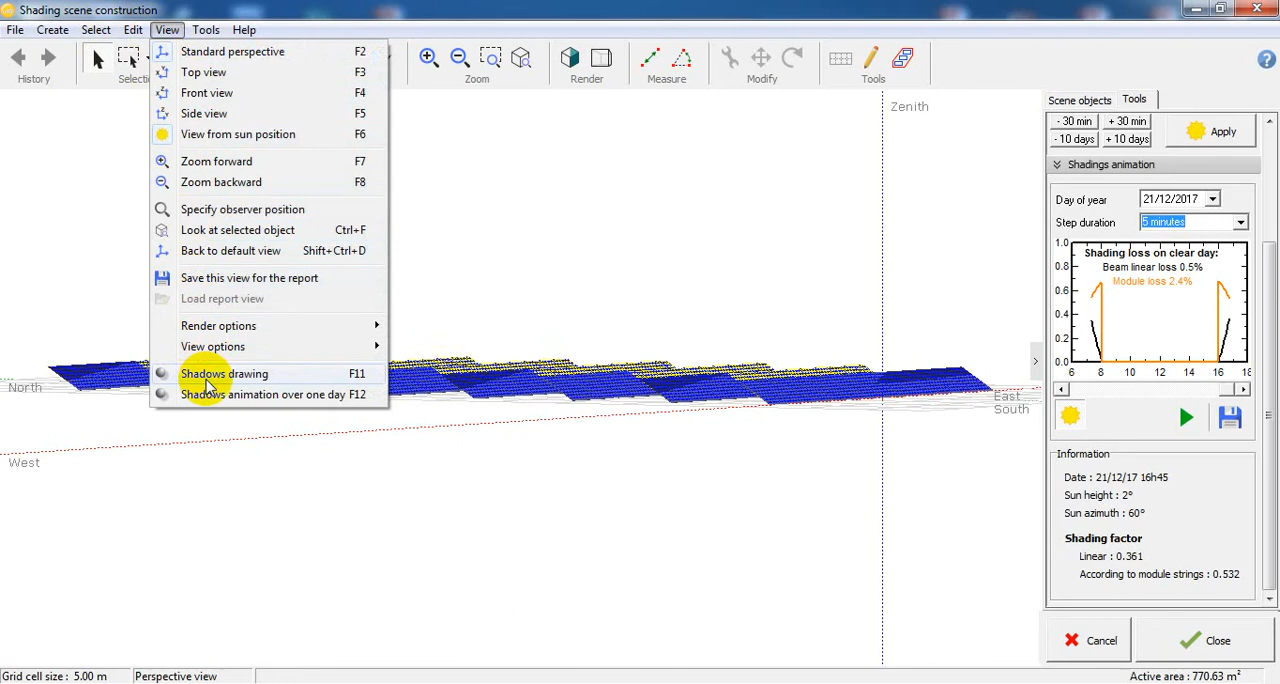 Shading scene construction
File Create Select Edit View Tools Help
History
Zoom
Render
Measure
Modify
Tools
Standard perspective F2
Top view F3
Front view F4
Side view F5
View from sun position F6
Zoom forward F7
Zoom backward F8
Specify observer position
Look at selected object Ctrl+F
Back to default view Shift+Ctrl+D
Save this view for the report
Load report view
Render options
View options
Shadows drawing F11
Shadows animation over one day F12
Zenith
North
East
South
West
Scene objects Tools
- 30 min + 30 min
- 10 days + 10 days
Apply
Shadings animation
Day of year 21/12/2017
Step duration 5 minutes
Shading loss on clear day:
Beam linear loss 0.5%
Module loss 2.4%
1.0
0.8
0.6
0.4
0.2
0.0
6 8 10 12 14 16 18
Information
Date : 21/12/17 16h45
Sun height : 2°
Sun azimuth : 60°
Shading factor
Linear : 0.361
According to module strings : 0.532
Cancel Close
Grid cell size : 5.00 m Perspective view Active area : 770.63 m²